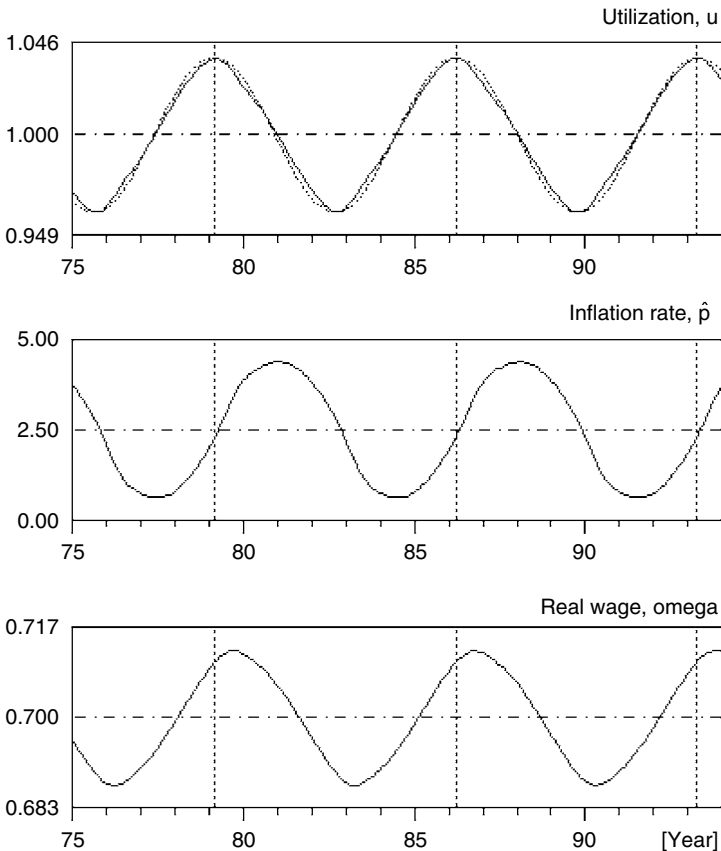 Utilization, u
1.046
1.000
0.949
75 80 85 90
Inflation rate, p̂
5.00
2.50
0.00
75 80 85 90
Real wage, omega
0.717
0.700
0.683
75 80 85 90 [Year]